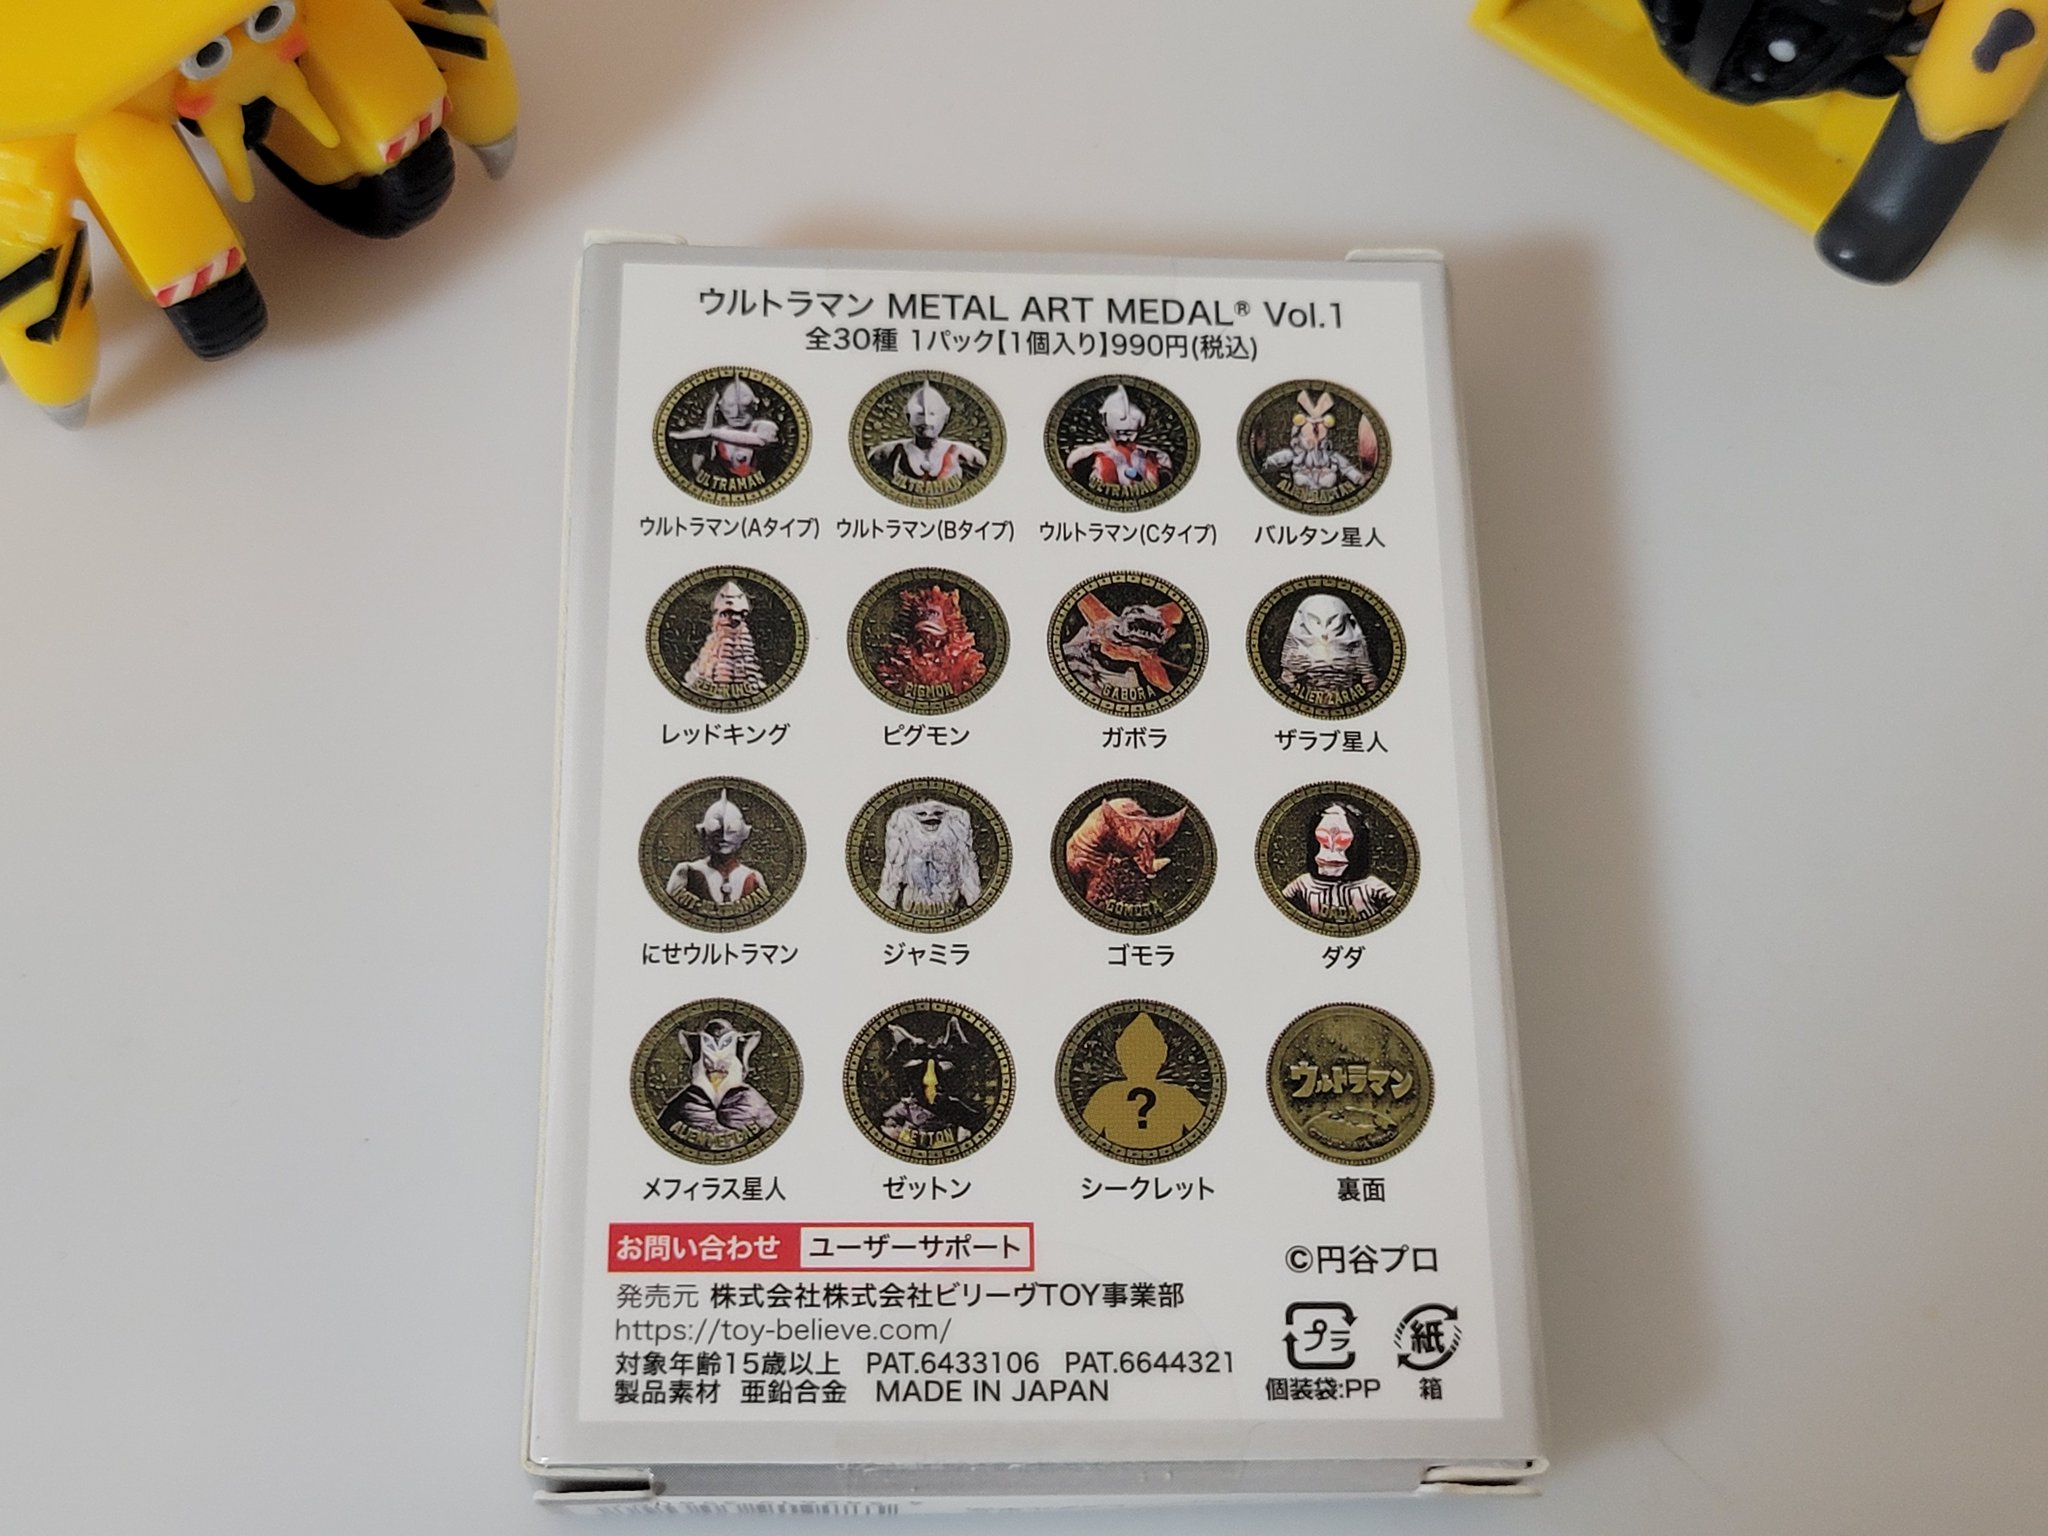 ウルトラマン METAL ART MEDAL® Vol.1
全30種 1パック【1個入り】990円(税込)
ULTRAMAN ULTRAMAN ULTRAMAN ALIEN BALTAN
ウルトラマン(Aタイプ) ウルトラマン(Bタイプ) ウルトラマン(Cタイプ) バルタン星人
RED KING PIGMON GABORA ALIEN ZARAB
レッドキング ピグモン ガボラ ザラブ星人
JAMILA GOMORA DADA
にせウルトラマン ジャミラ ゴモラ ダダ
ALIEN MEFILAS ZETTON ? ウルトラマン
メフィラス星人 ゼットン シークレット 裏面
お問い合わせ ユーザーサポート
©円谷プロ
発売元 株式会社株式会社ビリーヴTOY事業部
https://toy-believe.com/
対象年齢15歳以上 PAT.6433106 PAT.6644321
製品素材 亜鉛合金 MADE IN JAPAN
プラ 紙
個装袋:PP 箱